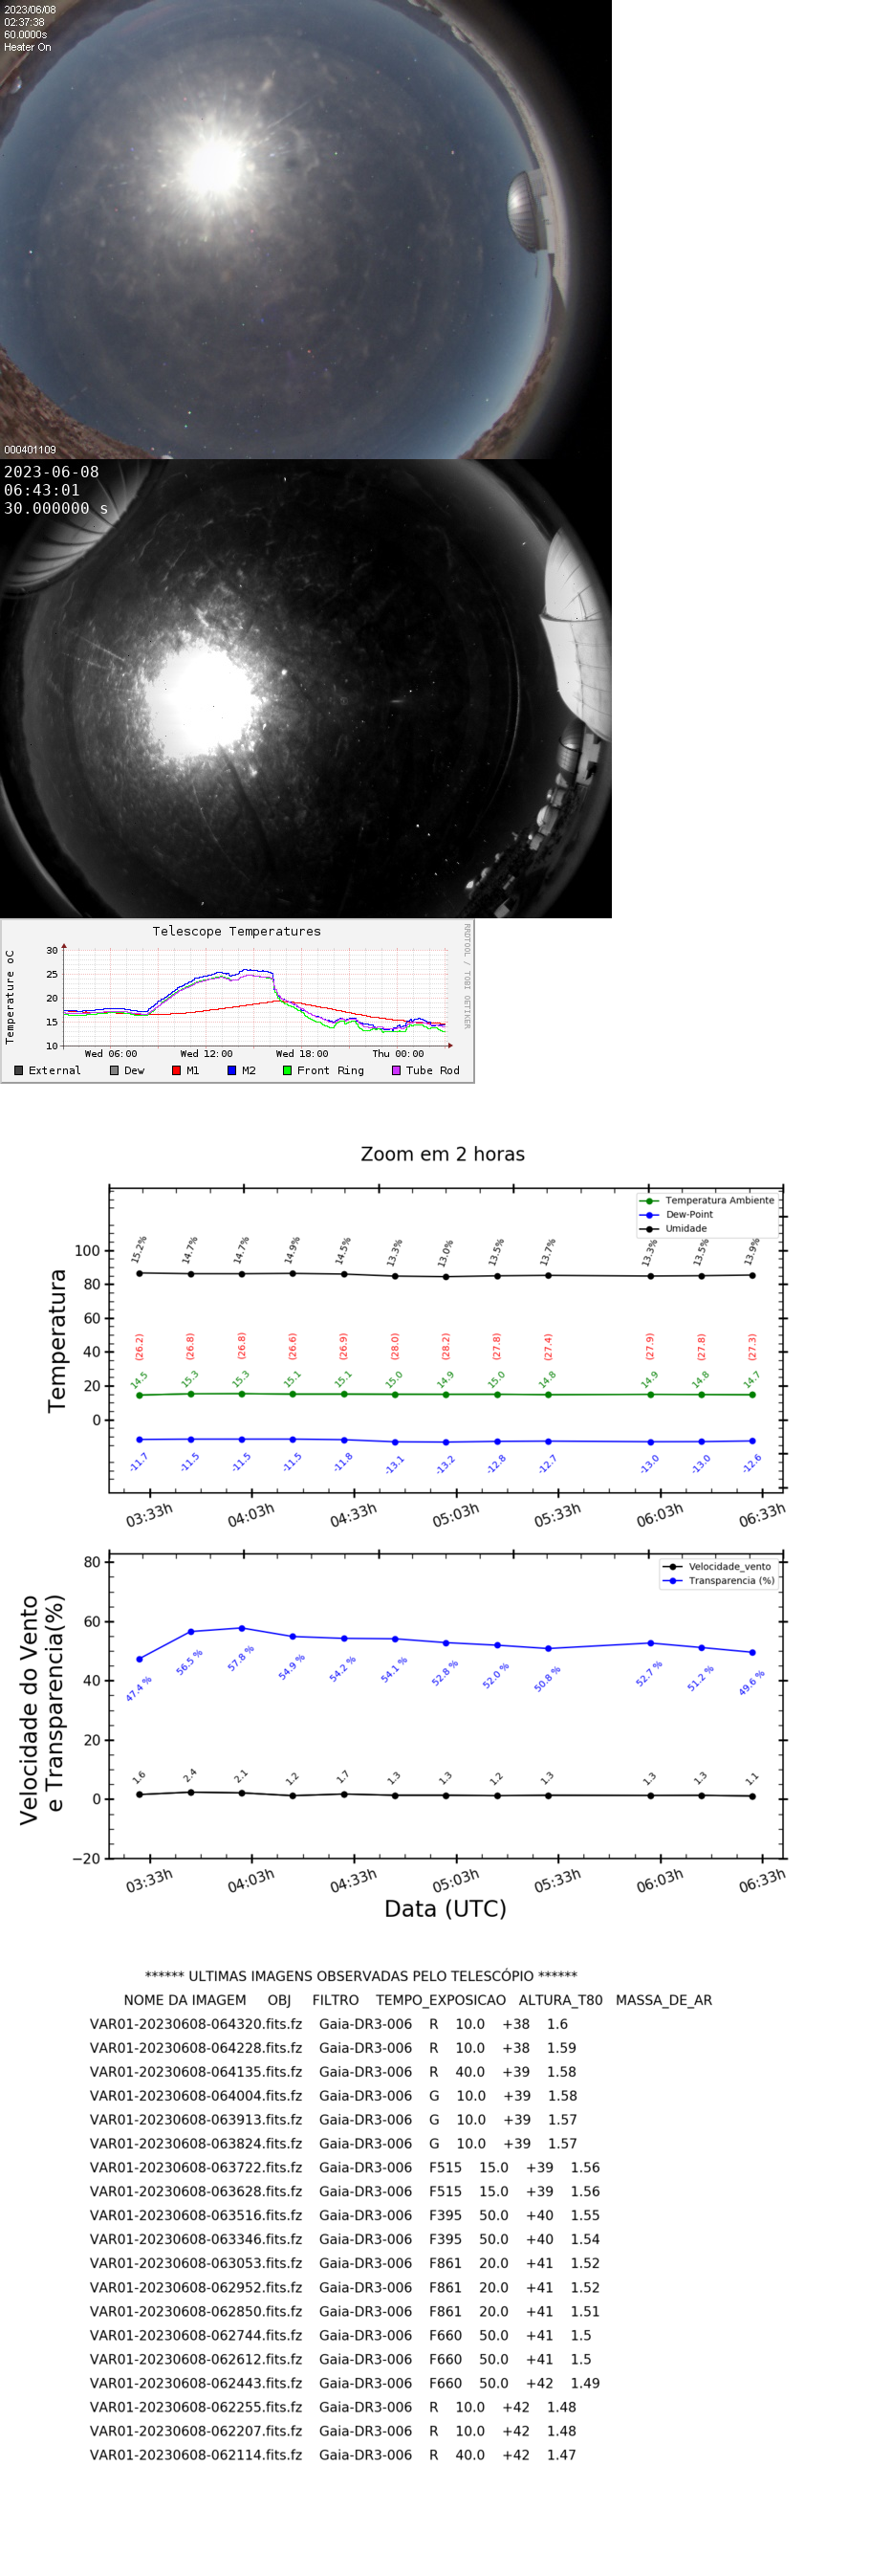 2023/06/08
02:37:38
60.0000s
Heater On
000401109
2023-06-08
06:43:01
30.000000 s
Telescope Temperatures
RRDTOOL / TOBI OETIKER
Temperature oC
30
25
20
15
10
Wed 06:00 Wed 12:00 Wed 18:00 Thu 00:00
External Dew M1 M2 Front Ring Tube Rod
Zoom em 2 horas
Temperatura Ambiente
Dew-Point
Umidade
Temperatura
100
80
60
40
20
0
15.2% 14.7% 14.7% 14.9% 14.5% 13.3% 13.0% 13.5% 13.7% 13.3% 13.5% 13.9%
(26.2) (26.8) (26.8) (26.6) (26.9) (28.0) (28.2) (27.8) (27.4) (27.9) (27.8) (27.3)
14.5 15.3 15.3 15.1 15.1 15.0 14.9 15.0 14.8 14.9 14.8 14.7
-11.7 -11.5 -11.5 -11.5 -11.8 -13.1 -13.2 -12.8 -12.7 -13.0 -13.0 -12.6
03:33h 04:03h 04:33h 05:03h 05:33h 06:03h 06:33h
Velocidade_vento
Transparencia (%)
Velocidade do Vento
e Transparencia(%)
80
60
40
20
0
−20
47.4 % 56.5 % 57.8 % 54.9 % 54.2 % 54.1 % 52.8 % 52.0 % 50.8 % 52.7 % 51.2 % 49.6 %
1.6 2.4 2.1 1.2 1.7 1.3 1.3 1.2 1.3 1.3 1.3 1.1
03:33h 04:03h 04:33h 05:03h 05:33h 06:03h 06:33h
Data (UTC)
****** ULTIMAS IMAGENS OBSERVADAS PELO TELESCÓPIO ******
NOME DA IMAGEM OBJ FILTRO TEMPO_EXPOSICAO ALTURA_T80 MASSA_DE_AR
VAR01-20230608-064320.fits.fz Gaia-DR3-006 R 10.0 +38 1.6
VAR01-20230608-064228.fits.fz Gaia-DR3-006 R 10.0 +38 1.59
VAR01-20230608-064135.fits.fz Gaia-DR3-006 R 40.0 +39 1.58
VAR01-20230608-064004.fits.fz Gaia-DR3-006 G 10.0 +39 1.58
VAR01-20230608-063913.fits.fz Gaia-DR3-006 G 10.0 +39 1.57
VAR01-20230608-063824.fits.fz Gaia-DR3-006 G 10.0 +39 1.57
VAR01-20230608-063722.fits.fz Gaia-DR3-006 F515 15.0 +39 1.56
VAR01-20230608-063628.fits.fz Gaia-DR3-006 F515 15.0 +39 1.56
VAR01-20230608-063516.fits.fz Gaia-DR3-006 F395 50.0 +40 1.55
VAR01-20230608-063346.fits.fz Gaia-DR3-006 F395 50.0 +40 1.54
VAR01-20230608-063053.fits.fz Gaia-DR3-006 F861 20.0 +41 1.52
VAR01-20230608-062952.fits.fz Gaia-DR3-006 F861 20.0 +41 1.52
VAR01-20230608-062850.fits.fz Gaia-DR3-006 F861 20.0 +41 1.51
VAR01-20230608-062744.fits.fz Gaia-DR3-006 F660 50.0 +41 1.5
VAR01-20230608-062612.fits.fz Gaia-DR3-006 F660 50.0 +41 1.5
VAR01-20230608-062443.fits.fz Gaia-DR3-006 F660 50.0 +42 1.49
VAR01-20230608-062255.fits.fz Gaia-DR3-006 R 10.0 +42 1.48
VAR01-20230608-062207.fits.fz Gaia-DR3-006 R 10.0 +42 1.48
VAR01-20230608-062114.fits.fz Gaia-DR3-006 R 40.0 +42 1.47